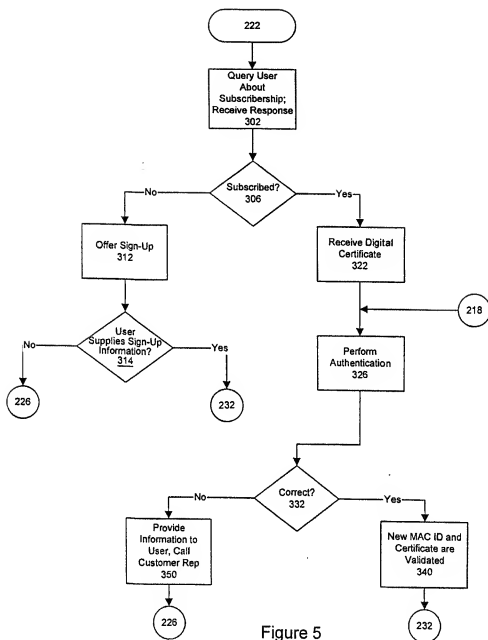 222
Query User
About
Subscribership;
Receive Response
302
No
Subscribed?
306
Yes
Offer Sign-Up
312
Receive Digital
Certificate
322
218
No
User
Supplies Sign-Up
Information?
314
Yes
Perform
Authentication
326
226
232
No
Correct?
332
Yes
Provide
Information to
User, Call
Customer Rep
350
New MAC ID and
Certificate are
Validated
340
226
232
Figure 5